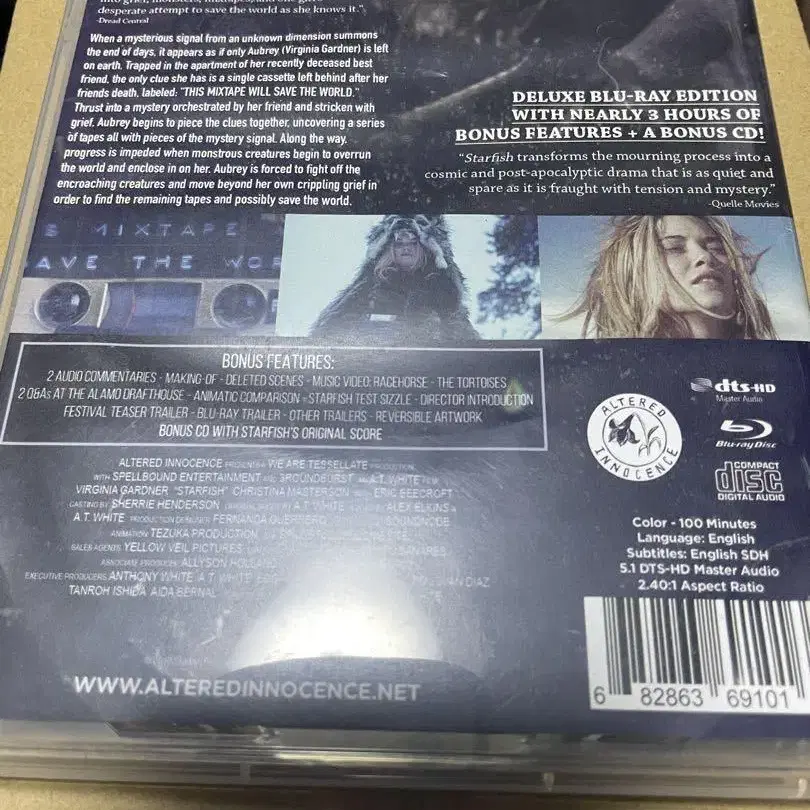 desperate attempt to save the world as she knows it."
-Dread Central
When a mysterious signal from an unknown dimension summons
the end of days, it appears as if only Aubrey (Virginia Gardner) is left
on earth. Trapped in the apartment of her recently deceased best
friend, the only clue she has is a single cassette left behind after her
friends death, labeled: "THIS MIXTAPE WILL SAVE THE WORLD."
Thrust into a mystery orchestrated by her friend and stricken with
grief, Aubrey begins to piece the clues together, uncovering a series
of tapes all with pieces of the mystery signal. Along the way,
progress is impeded when monstrous creatures begin to overrun
the world and enclose in on her. Aubrey is forced to fight off the
encroaching creatures and move beyond her own crippling grief in
order to find the remaining tapes and possibly save the world.
DELUXE BLU-RAY EDITION
WITH NEARLY 3 HOURS OF
BONUS FEATURES + A BONUS CD!
"Starfish transforms the mourning process into a
cosmic and post-apocalyptic drama that is as quiet and
spare as it is fraught with tension and mystery."
-Quelle Movies
S MIXTAPE
AVE THE WOR
BONUS FEATURES:
2 AUDIO COMMENTARIES - MAKING-OF - DELETED SCENES - MUSIC VIDEO: RACEHORSE - THE TORTOISES
2 Q&As AT THE ALAMO DRAFTHOUSE - ANIMATIC COMPARISON - STARFISH TEST SIZZLE - DIRECTOR INTRODUCTION
FESTIVAL TEASER TRAILER - BLU-RAY TRAILER - OTHER TRAILERS - REVERSIBLE ARTWORK
BONUS CD WITH STARFISH'S ORIGINAL SCORE
ALTERED INNOCENCE PRESENTS A WE ARE TESSELLATE PRODUCTION
WITH SPELLBOUND ENTERTAINMENT AND GROUNDBURST AN A.T. WHITE FILM
VIRGINIA GARDNER "STARFISH" CHRISTINA MASTERSON AND ERIC BEECROFT
CASTING BY SHERRIE HENDERSON A.T. WHITE ALEX ELKINS
A.T. WHITE PRODUCTION DESIGNER FERNANDA GUERRERO
ANIMATION TEZUKA PRODUCTION
SALES AGENTS YELLOW VEIL PICTURES
ASSOCIATE PRODUCER ALLYSON
EXECUTIVE PRODUCERS ANTHONY WHITE A.T. WHITE DIAZ
TANROH ISHIDA AIDA BERNAL
WWW.ALTEREDINNOCENCE.NET
ALTERED INNOCENCE
dts-HD
Master Audio
Blu-ray Disc
COMPACT
disc
DIGITAL AUDIO
Color - 100 Minutes
Language: English
Subtitles: English SDH
5.1 DTS-HD Master Audio
2.40:1 Aspect Ratio
6 82863 69101